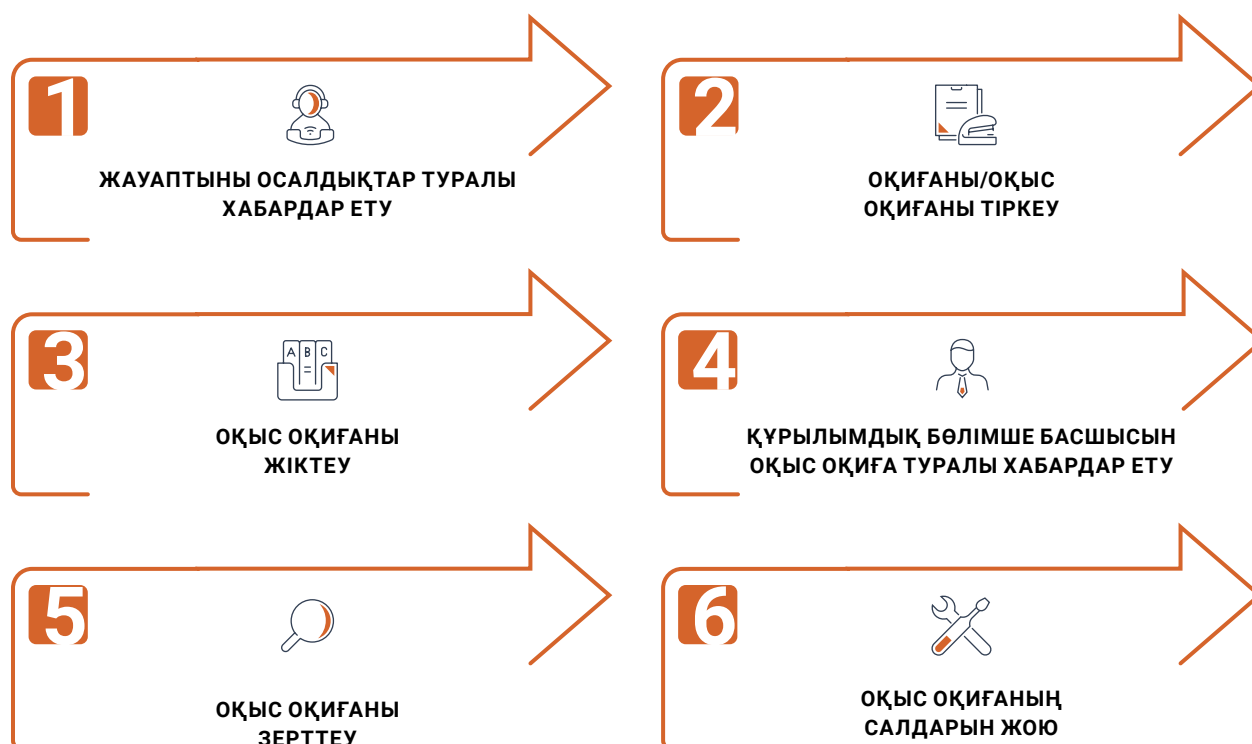 1
ЖАУАПТЫНЫ ОСАЛДЫҚТАР ТУРАЛЫ
ХАБАРДАР ЕТУ
2
ОҚИҒАНЫ/ОҚЫС
ОҚИҒАНЫ ТІРКЕУ
3
A B C
ОҚЫС ОҚИҒАНЫ
ЖІКТЕУ
4
ҚҰРЫЛЫМДЫҚ БӨЛІМШЕ БАСШЫСЫН
ОҚЫС ОҚИҒА ТУРАЛЫ ХАБАРДАР ЕТУ
5
ОҚЫС ОҚИҒАНЫ
ЗЕРТТЕУ
6
ОҚЫС ОҚИҒАНЫҢ
САЛДАРЫН ЖОЮ